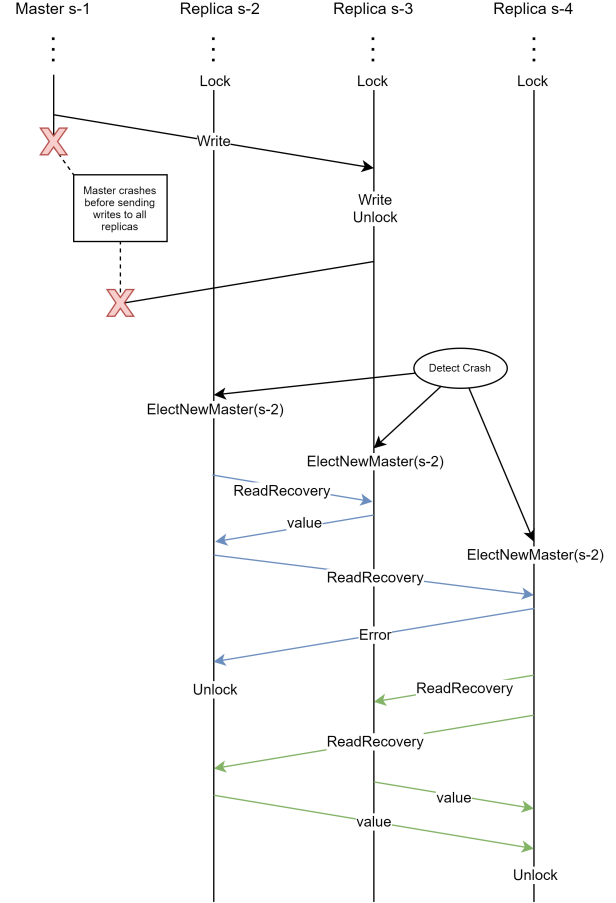 Master s-1
Replica s-2
Replica s-3
Replica s-4
Lock
Lock
Lock
Write
Master crashes
before sending
writes to all
replicas
Write
Unlock
Detect Crash
ElectNewMaster(s-2)
ElectNewMaster(s-2)
ReadRecovery
value
ElectNewMaster(s-2)
ReadRecovery
Error
Unlock
ReadRecovery
ReadRecovery
value
value
Unlock